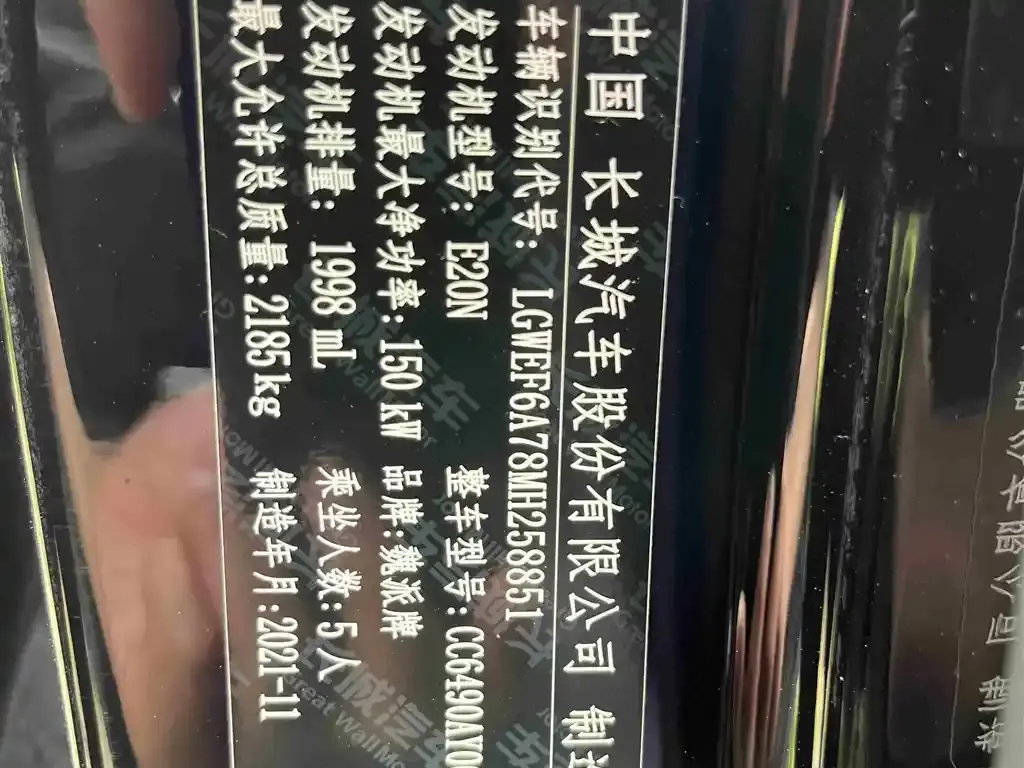 中国 长城汽车股份有限公司 制造
车辆识别代号: LGWEF6A78MH258851
发动机型号: E20N 整车型号: CC6490AY0
发动机最大净功率: 150 kW 品牌: 魏派牌
发动机排量: 1998 mL 乘坐人数: 5人
最大允许总质量: 2185kg 制造年月: 2021-11